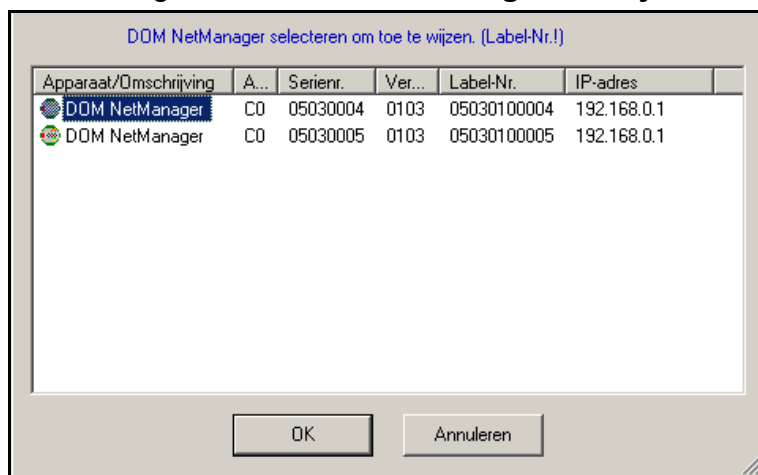 DOM NetManager selecteren om toe te wijzen. (Label-Nr.!)
Apparaat/Omschrijving A... Serienr. Ver... Label-Nr. IP-adres
DOM NetManager C0 05030004 0103 05030100004 192.168.0.1
DOM NetManager C0 05030005 0103 05030100005 192.168.0.1
OK Annuleren